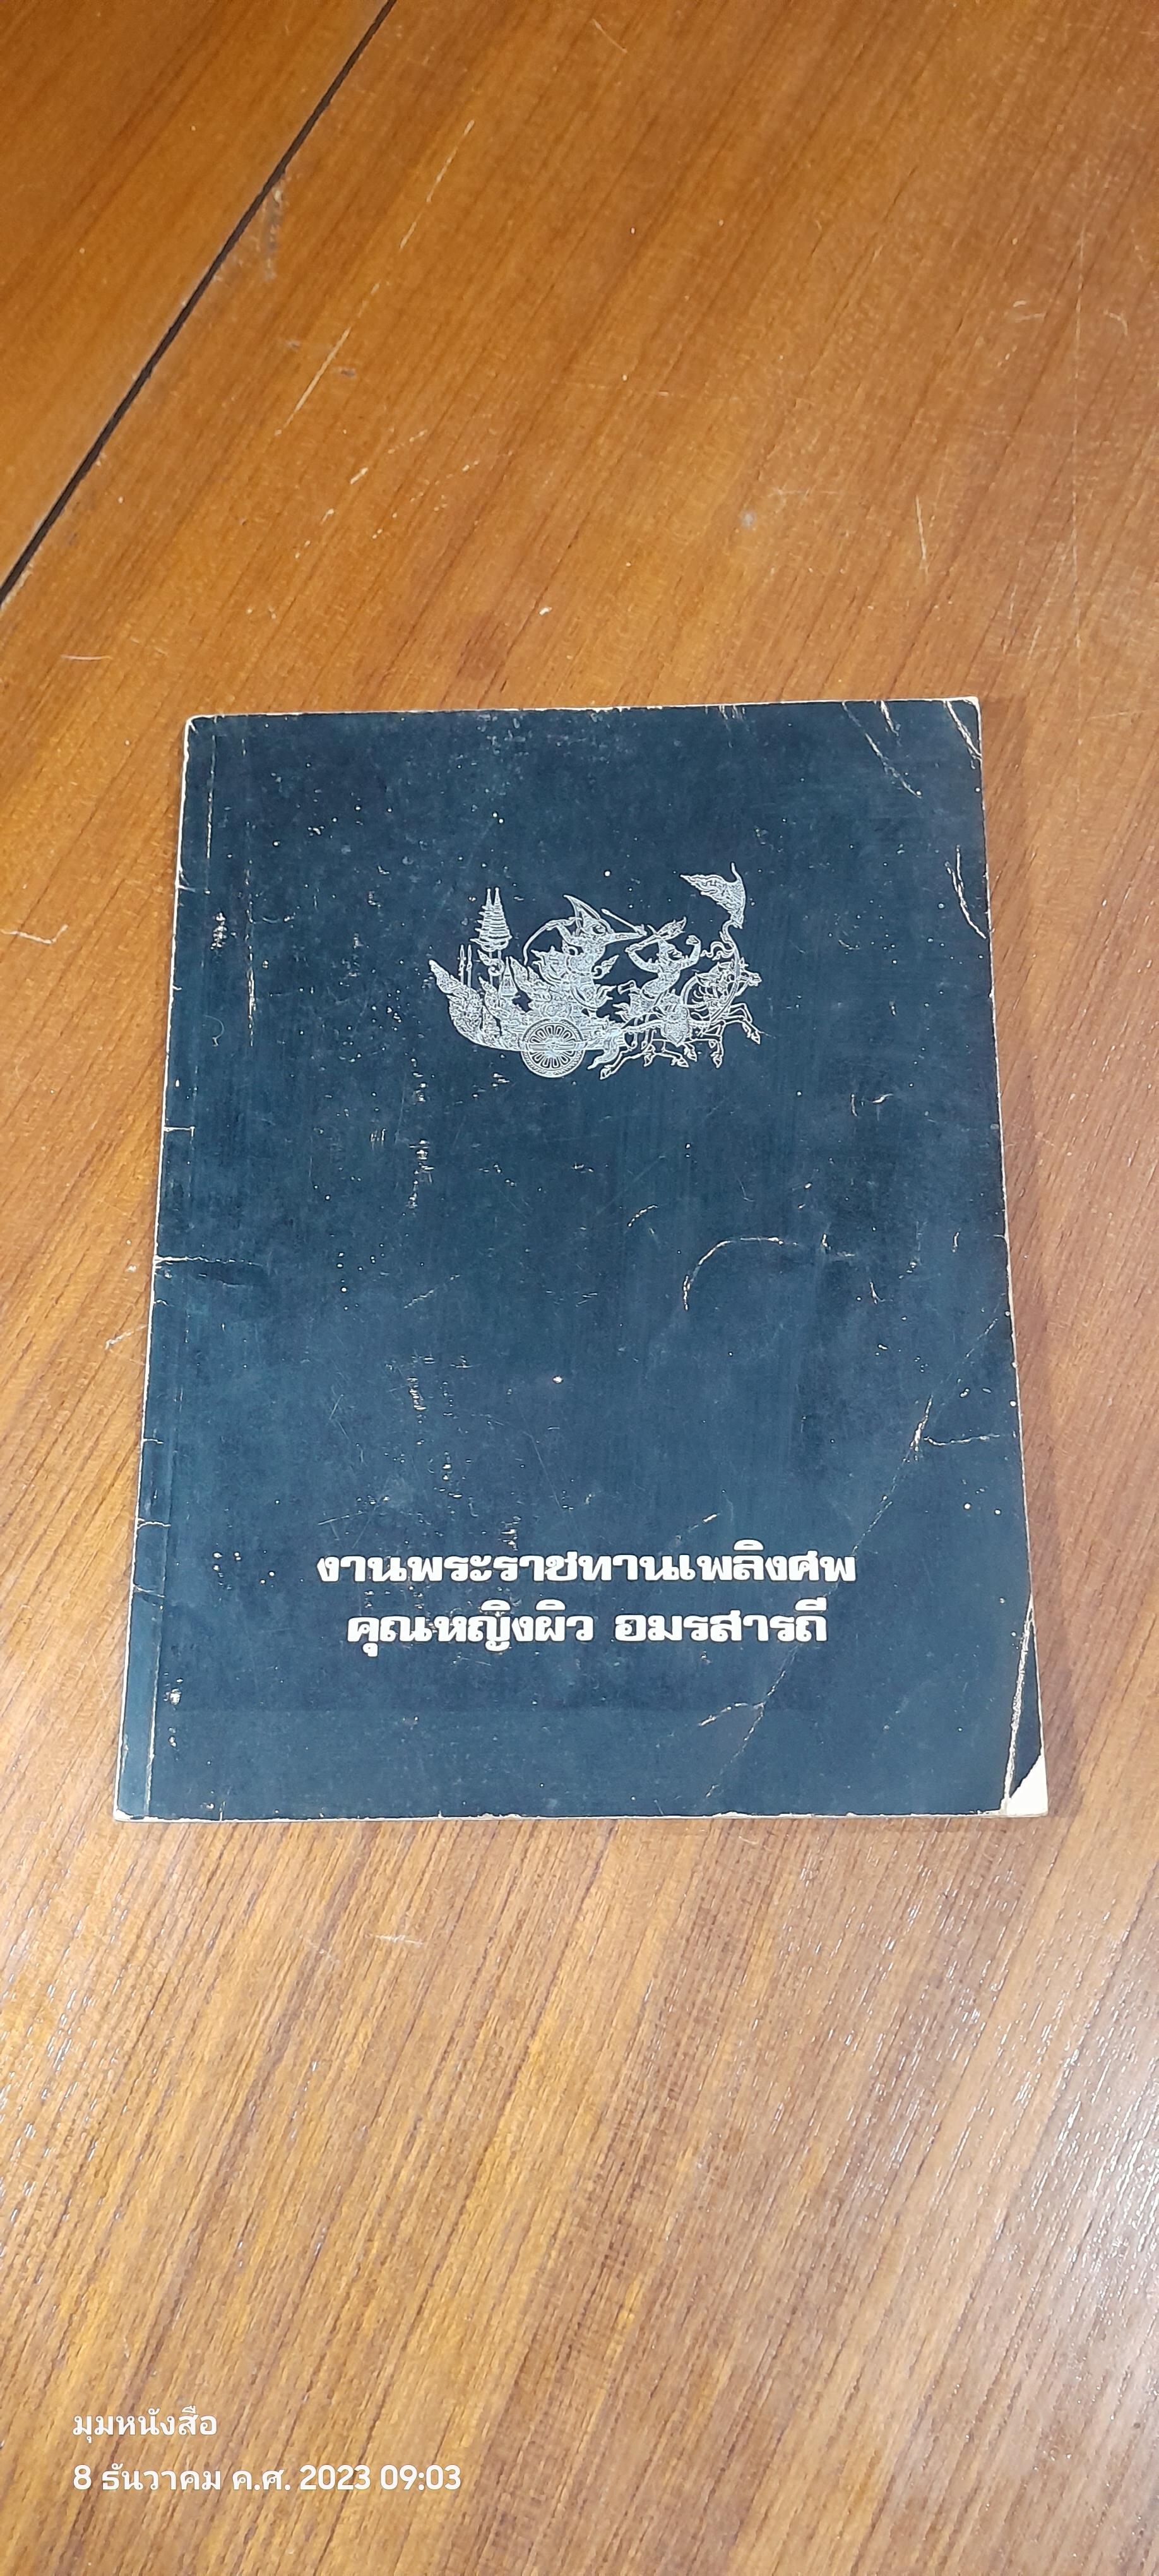 งานพระราชทานเพลิงศพ
คุณหญิงผิว อมรสารถี
มุมหนังสือ
8 ธันวาคม ค.ศ. 2023 09:03